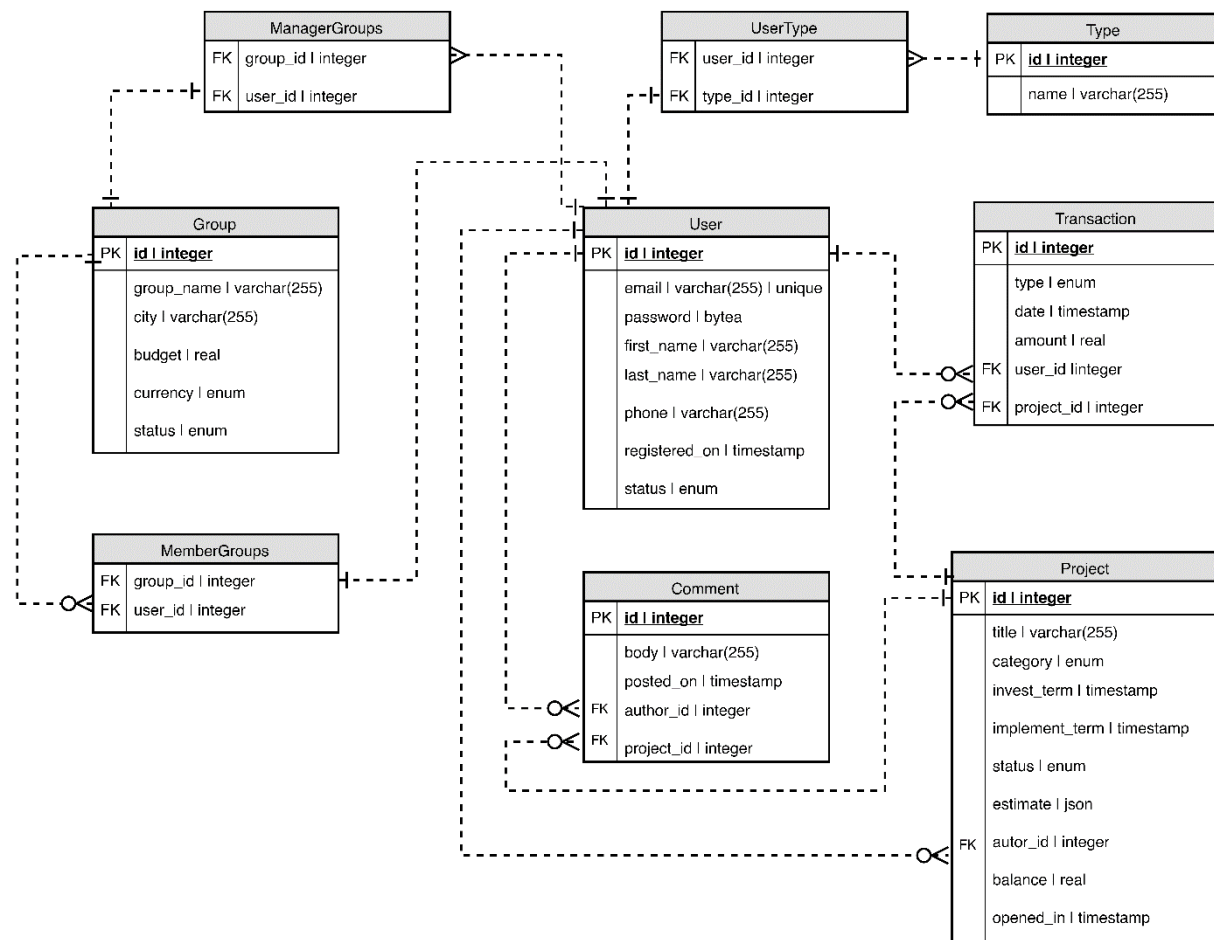 ManagerGroups
FK group_id | integer
FK user_id | integer
UserType
FK user_id | integer
FK type_id | integer
Type
PK id | integer
name | varchar(255)
Group
PK id | integer
group_name | varchar(255)
city | varchar(255)
budget | real
currency | enum
status | enum
User
PK id | integer
email | varchar(255) | unique
password | bytea
first_name | varchar(255)
last_name | varchar(255)
phone | varchar(255)
registered_on | timestamp
status | enum
Transaction
PK id | integer
type | enum
date | timestamp
amount | real
FK user_id |integer
FK project_id | integer
MemberGroups
FK group_id | integer
FK user_id | integer
Comment
PK id | integer
body | varchar(255)
posted_on | timestamp
FK author_id | integer
FK project_id | integer
Project
PK id | integer
title | varchar(255)
category | enum
invest_term | timestamp
implement_term | timestamp
status | enum
estimate | json
FK autor_id | integer
balance | real
opened_in | timestamp